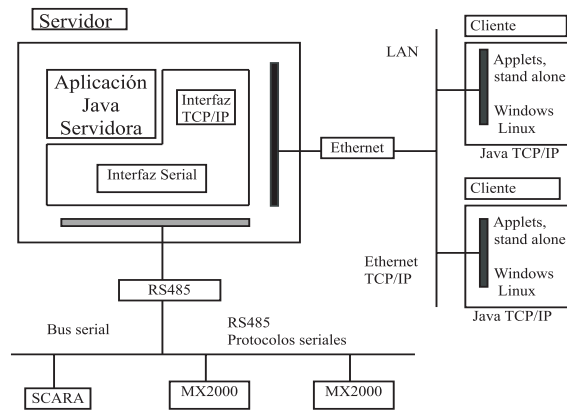 Servidor
Aplicación
Java
Servidora
Interfaz
TCP/IP
Interfaz Serial
Ethernet
LAN
Cliente
Applets,
stand alone
Windows
Linux
Java TCP/IP
Cliente
Applets,
stand alone
Windows
Linux
Java TCP/IP
Ethernet
TCP/IP
RS485
Bus serial
RS485
Protocolos seriales
SCARA
MX2000
MX2000